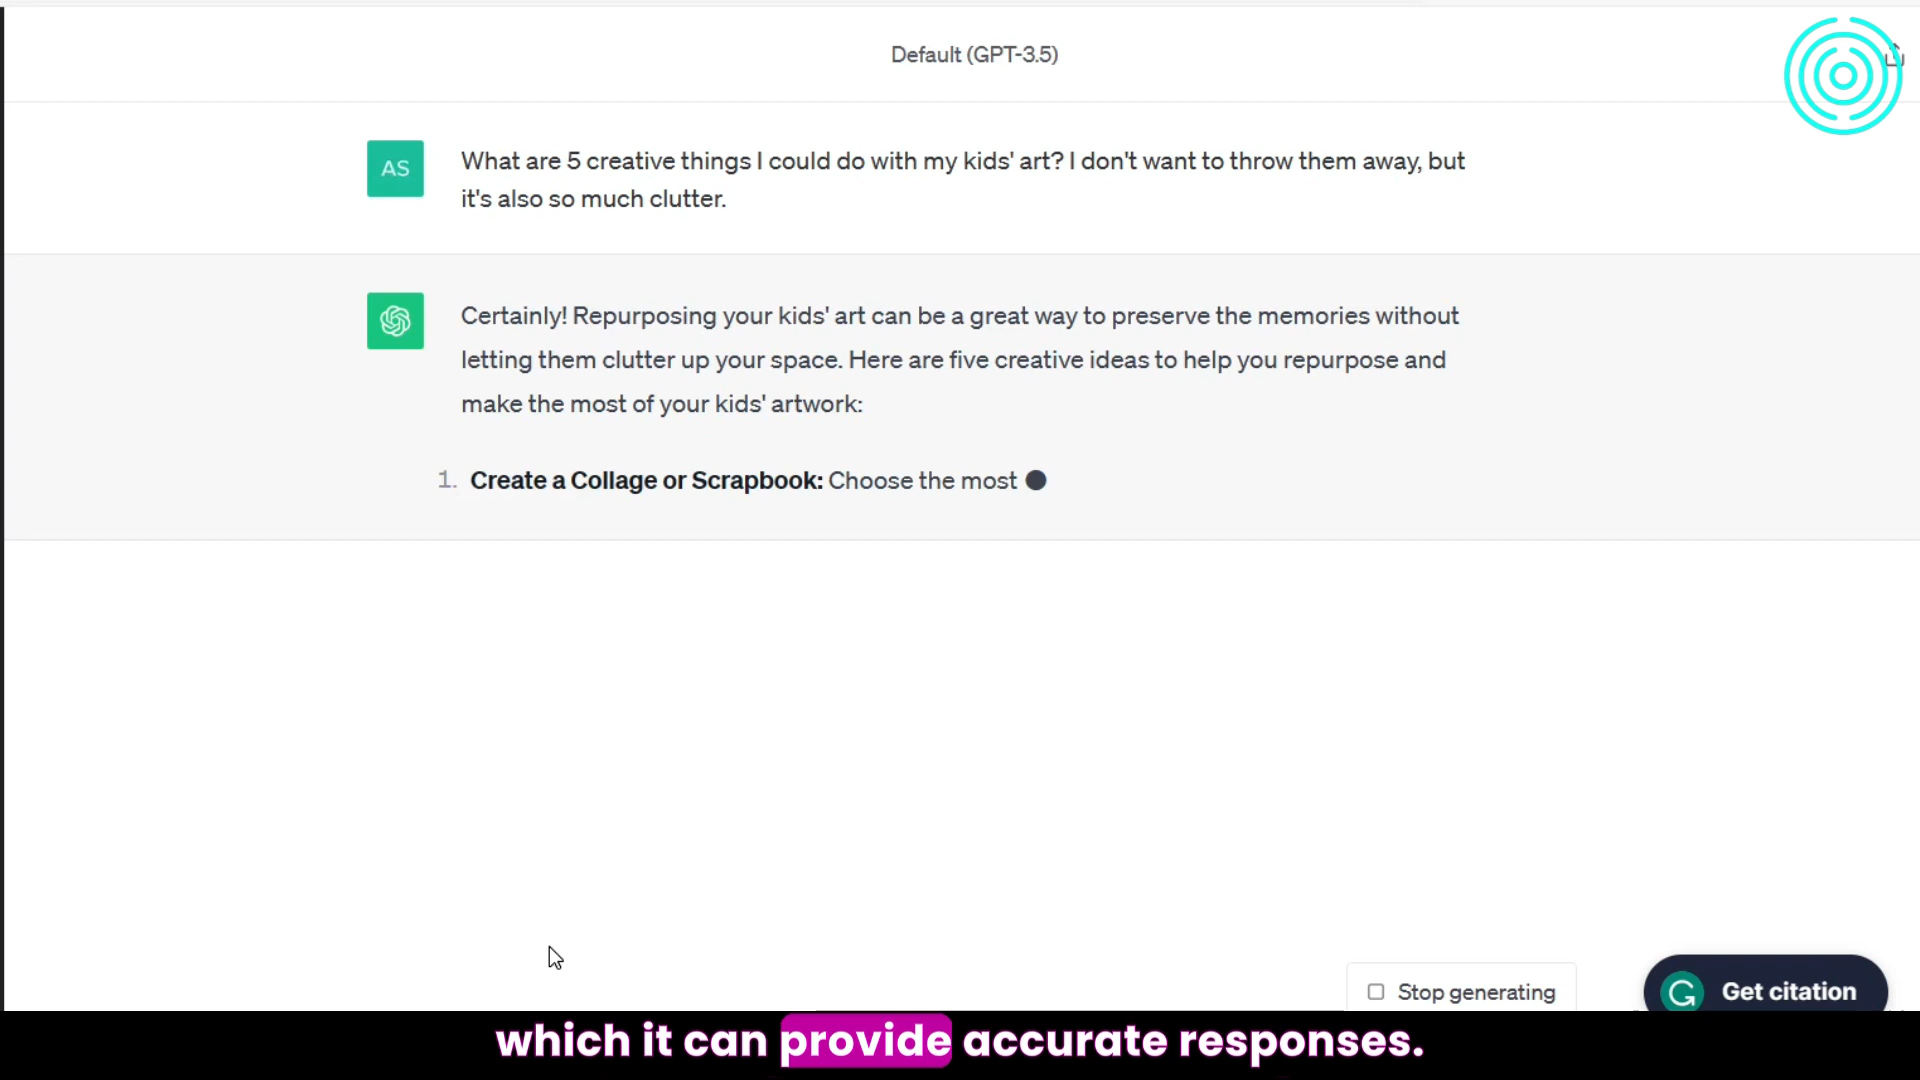 Default (GPT-3.5)
AS
What are 5 creative things I could do with my kids' art? I don't want to throw them away, but
it's also so much clutter.
Certainly! Repurposing your kids' art can be a great way to preserve the memories without
letting them clutter up your space. Here are five creative ideas to help you repurpose and
make the most of your kids' artwork:
1. Create a Collage or Scrapbook: Choose the most
Stop generating
Get citation
which it can provide accurate responses.